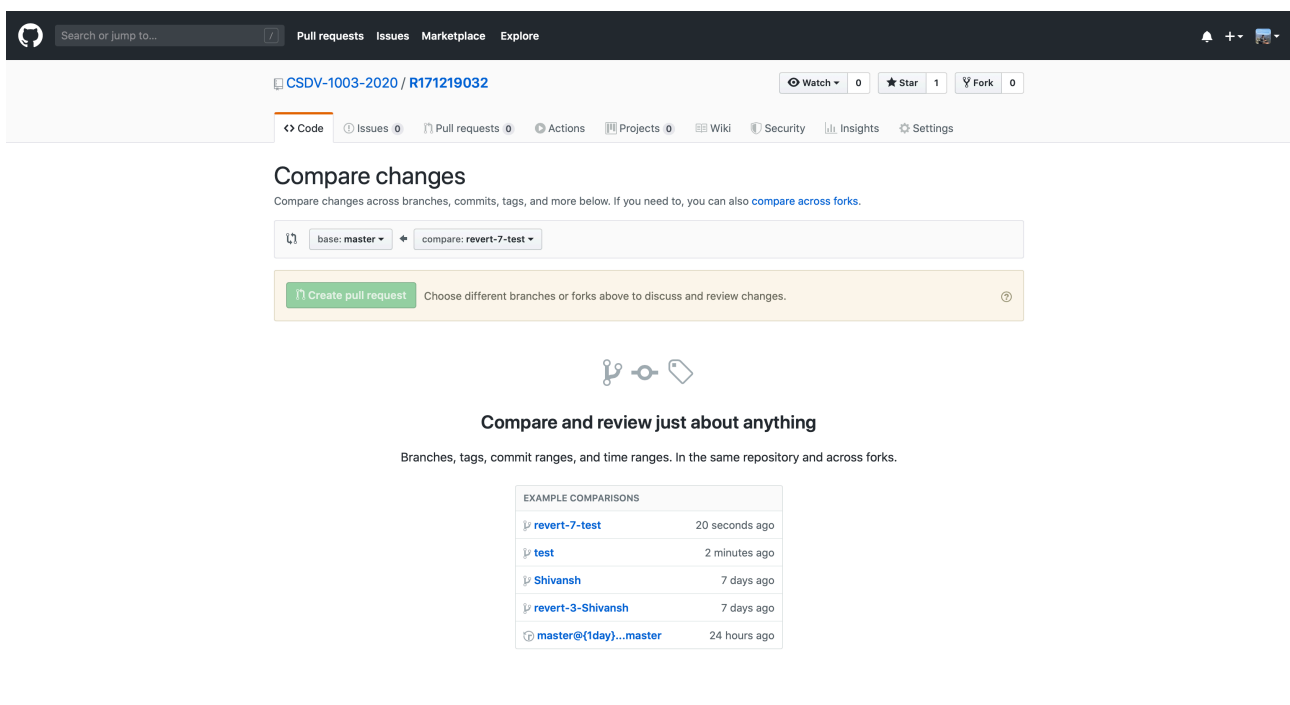 Search or jump to... /
Pull requests Issues Marketplace Explore
CSDV-1003-2020 / R171219032
Watch 0 Star 1 Fork 0
Code Issues 0 Pull requests 0 Actions Projects 0 Wiki Security Insights Settings
Compare changes
Compare changes across branches, commits, tags, and more below. If you need to, you can also compare across forks.
base: master compare: revert-7-test
Create pull request Choose different branches or forks above to discuss and review changes.
Compare and review just about anything
Branches, tags, commit ranges, and time ranges. In the same repository and across forks.
EXAMPLE COMPARISONS
revert-7-test 20 seconds ago
test 2 minutes ago
Shivansh 7 days ago
revert-3-Shivansh 7 days ago
master@{1day}...master 24 hours ago